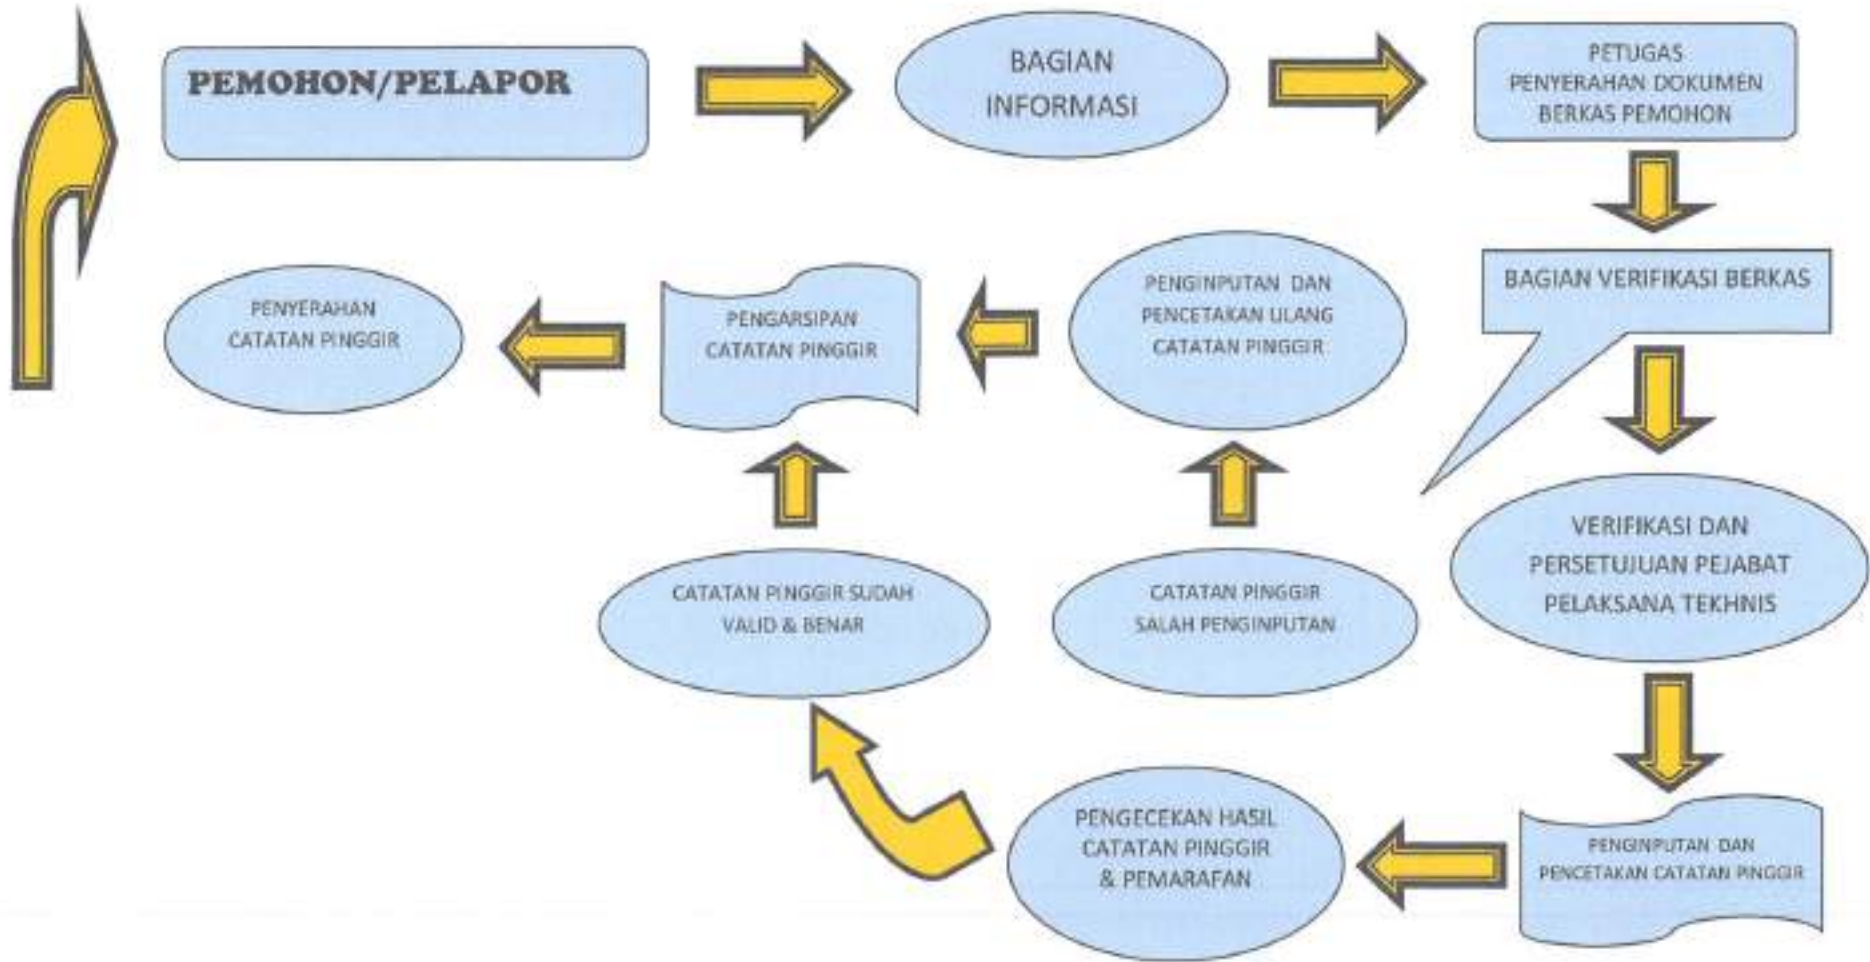 PEMOHON/PELAPOR
BAGIAN
INFORMASI
PETUGAS
PENYERAHAN DOKUMEN
BERKAS PEMOHON
BAGIAN VERIFIKASI BERKAS
VERIFIKASI DAN
PERSETUJUAN PEJABAT
PELAKSANA TEKHNIS
PENGINPUTAN DAN
PENCETAKAN CATATAN PINGGIR
PENGECEKAN HASIL
CATATAN PINGGIR
& PEMARAFAN
CATATAN PINGGIR SUDAH
VALID & BENAR
CATATAN PINGGIR
SALAH PENGINPUTAN
PENGINPUTAN DAN
PENCETAKAN ULANG
CATATAN PINGGIR
PENGARSIPAN
CATATAN PINGGIR
PENYERAHAN
CATATAN PINGGIR